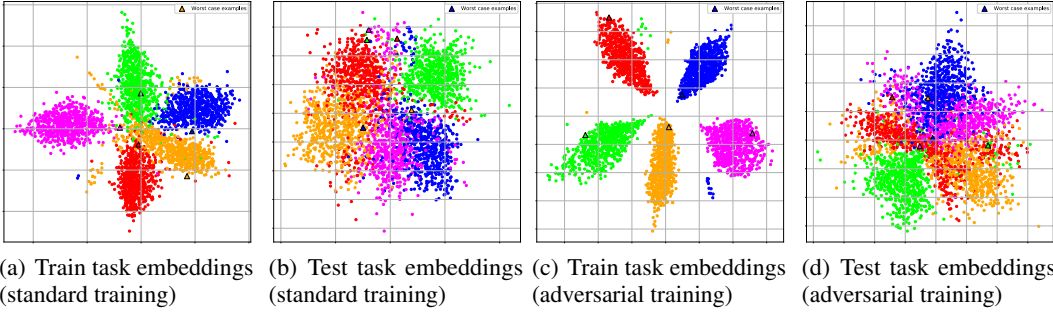 Worst case examples
Worst case examples
Worst case examples
Worst case examples
(a) Train task embeddings
(standard training)
(b) Test task embeddings
(standard training)
(c) Train task embeddings
(adversarial training)
(d) Test task embeddings
(adversarial training)